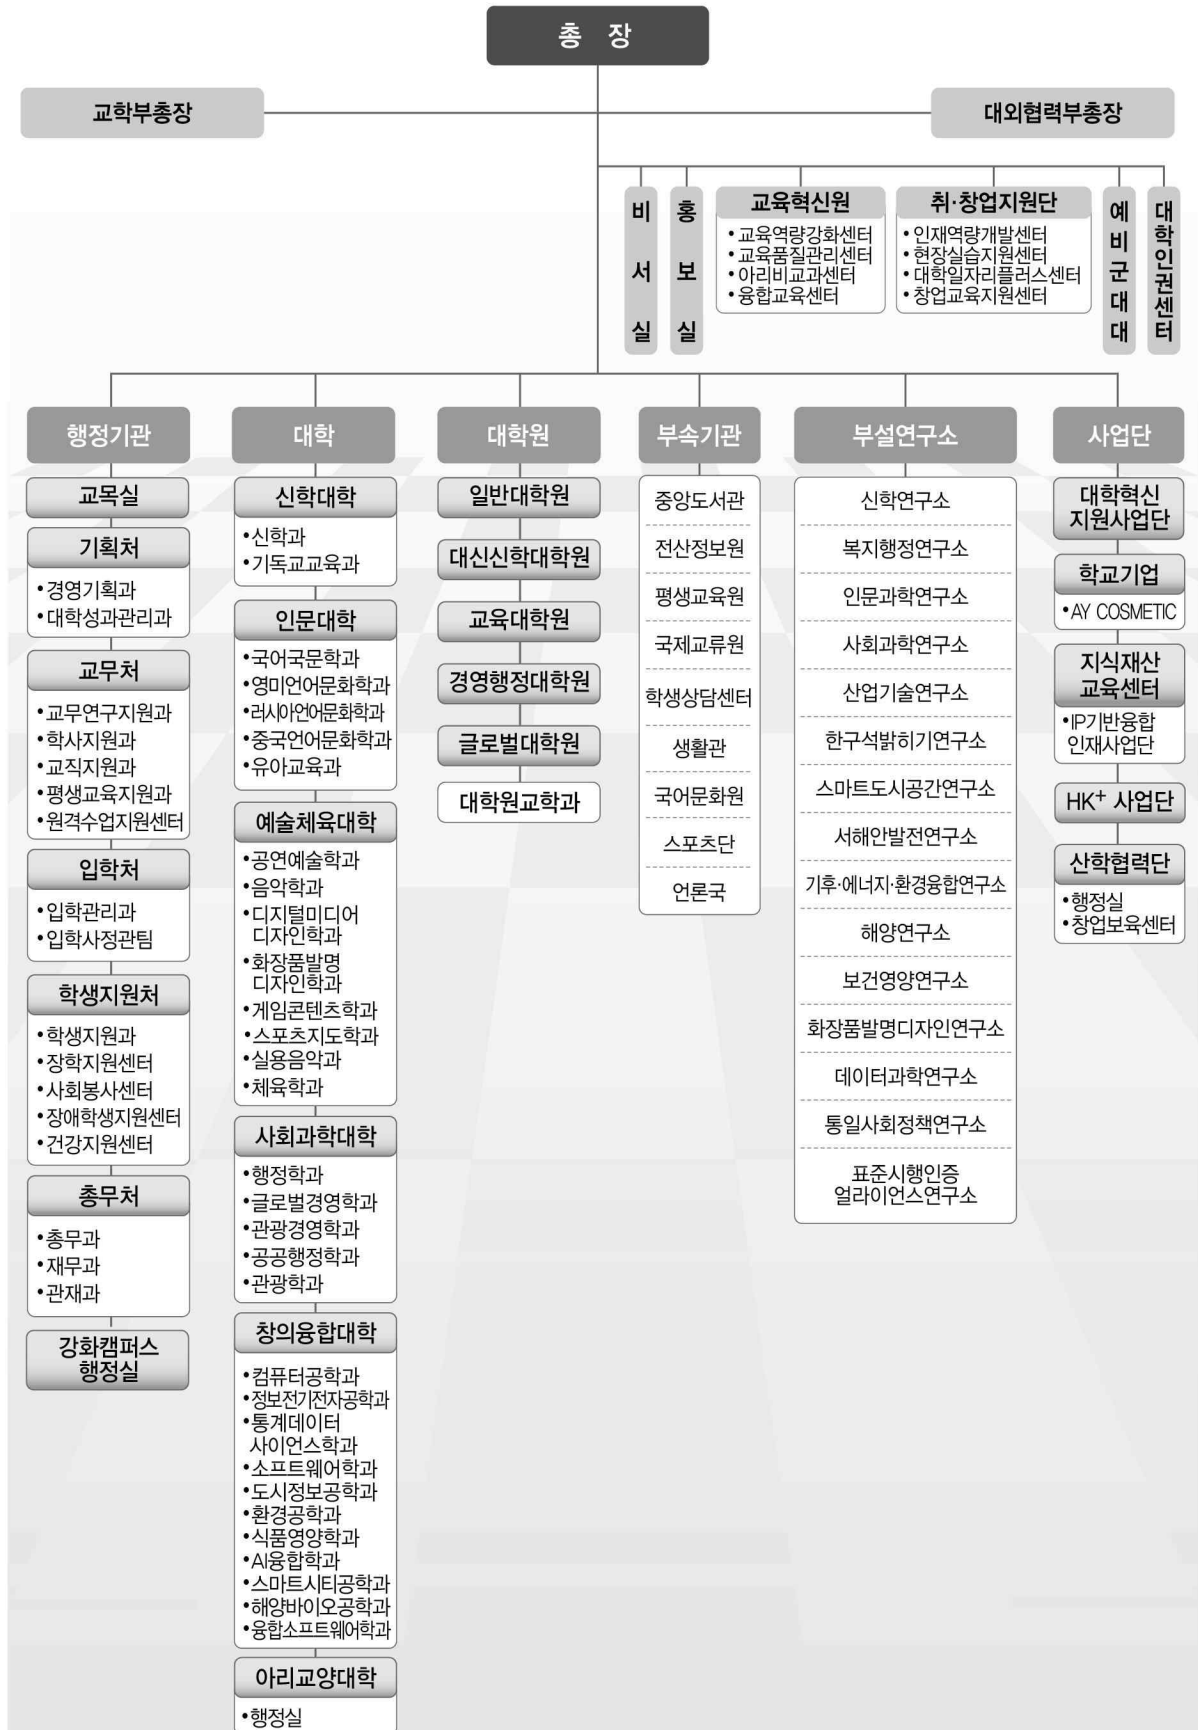 총 장
교학부총장
대외협력부총장
비서실
홍보실
교육혁신원
•교육역량강화센터
•교육품질관리센터
•아리비교과센터
•융합교육센터
취·창업지원단
•인재역량개발센터
•현장실습지원센터
•대학일자리플러스센터
•창업교육지원센터
예비군대대
대학인권센터
행정기관
교목실
기획처
•경영기획과
•대학성과관리과
교무처
•교무연구지원과
•학사지원과
•교직지원과
•평생교육지원과
•원격수업지원센터
입학처
•입학관리과
•입학사정관팀
학생지원처
•학생지원과
•장학지원센터
•사회봉사센터
•장애학생지원센터
•건강지원센터
총무처
•총무과
•재무과
•관재과
강화캠퍼스
행정실
대학
신학대학
•신학과
•기독교교육과
인문대학
•국어국문학과
•영미언어문화학과
•러시아언어문화학과
•중국언어문화학과
•유아교육과
예술체육대학
•공연예술학과
•음악학과
•디지털미디어
디자인학과
•화장품발명
디자인학과
•게임콘텐츠학과
•스포츠지도학과
•실용음악과
•체육학과
사회과학대학
•행정학과
•글로벌경영학과
•관광경영학과
•공공행정학과
•관광학과
창의융합대학
•컴퓨터공학과
•정보전기전자공학과
•통계데이터
사이언스학과
•소프트웨어학과
•도시정보공학과
•환경공학과
•식품영양학과
•AI융합학과
•스마트시티공학과
•해양바이오공학과
•융합소프트웨어학과
아리교양대학
•행정실
대학원
일반대학원
대신신학대학원
교육대학원
경영행정대학원
글로벌대학원
대학원교학과
부속기관
중앙도서관
전산정보원
평생교육원
국제교류원
학생상담센터
생활관
국어문화원
스포츠단
언론국
부설연구소
신학연구소
복지행정연구소
인문과학연구소
사회과학연구소
산업기술연구소
한구석밝히기연구소
스마트도시공간연구소
서해안발전연구소
기후·에너지·환경융합연구소
해양연구소
보건영양연구소
화장품발명디자인연구소
데이터과학연구소
통일사회정책연구소
표준시행인증
얼라이언스연구소
사업단
대학혁신
지원사업단
학교기업
•AY COSMETIC
지식재산
교육센터
•IP기반융합
인재사업단
HK⁺ 사업단
산학협력단
•행정실
•창업보육센터